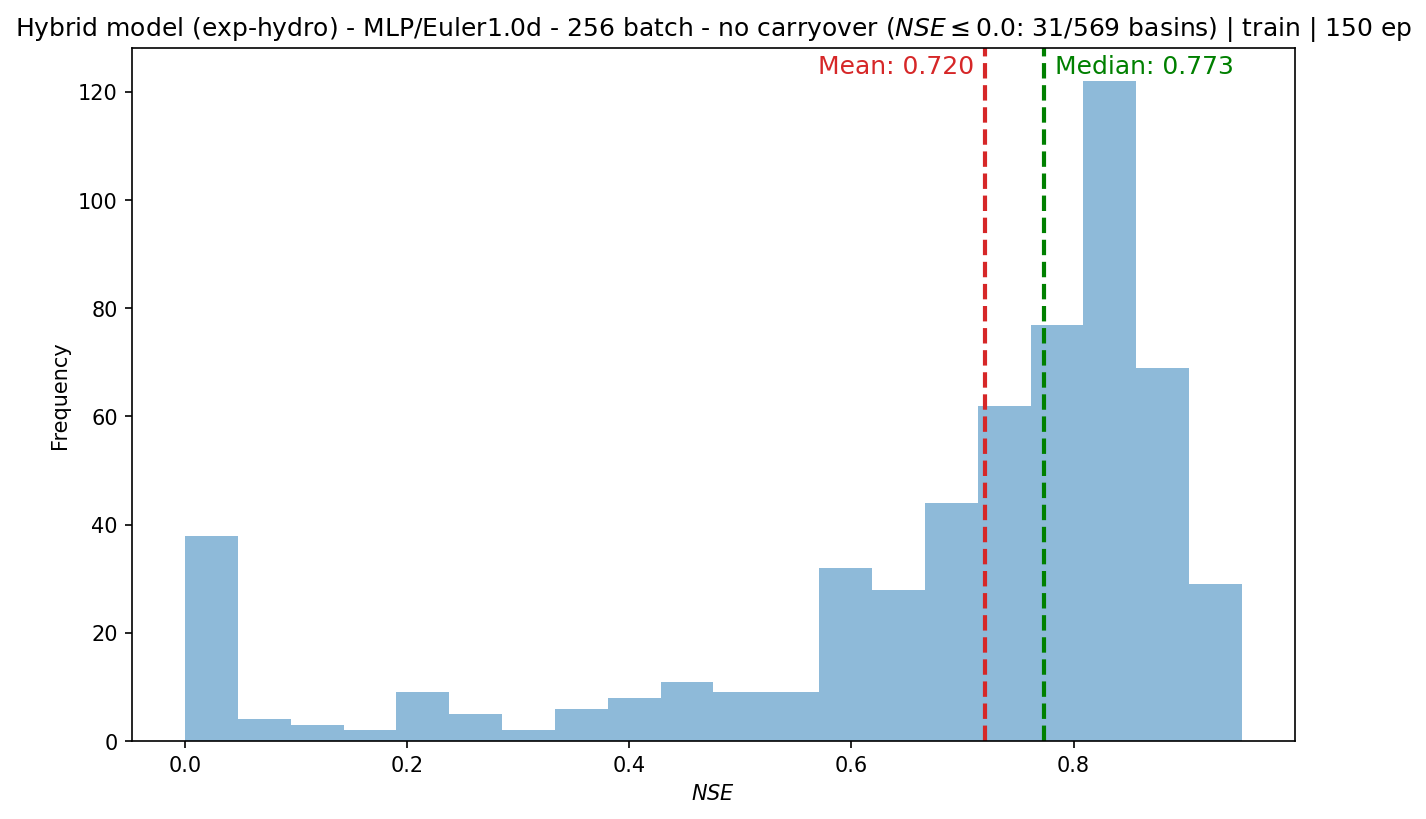 Hybrid model (exp-hydro) - MLP/Euler1.0d - 256 batch - no carryover (NSE ≤ 0.0: 31/569 basins) | train | 150 ep
Mean: 0.720
Median: 0.773
120
100
80
60
40
20
0
Frequency
0.0
0.2
0.4
0.6
0.8
NSE